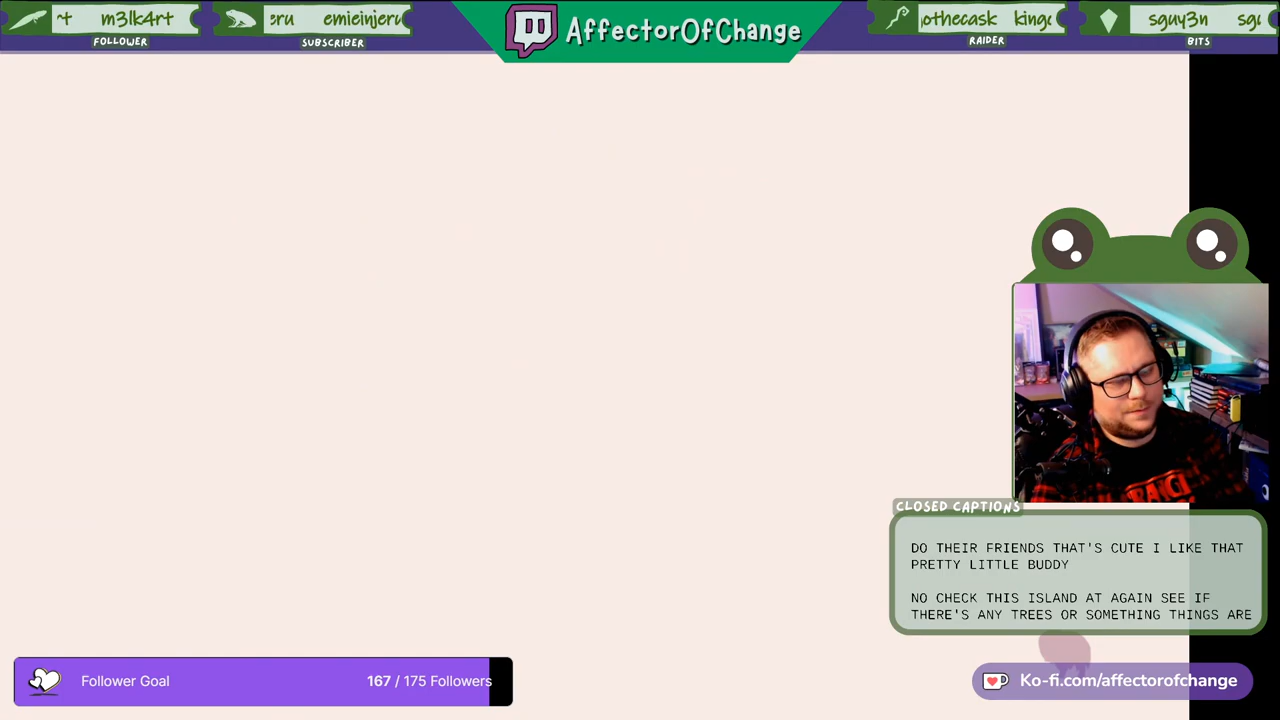 m3lk4rt
FOLLOWER
emieinjeru
SUBSCRIBER
AffectorOfChange
RAIDER
sguy3n
BITS
CLOSED CAPTIONS
DO THEIR FRIENDS THAT'S CUTE I LIKE THAT
PRETTY LITTLE BUDDY
NO CHECK THIS ISLAND AT AGAIN SEE IF
THERE'S ANY TREES OR SOMETHING THINGS ARE
Follower Goal
167 / 175 Followers
Ko-fi.com/affectorofchange